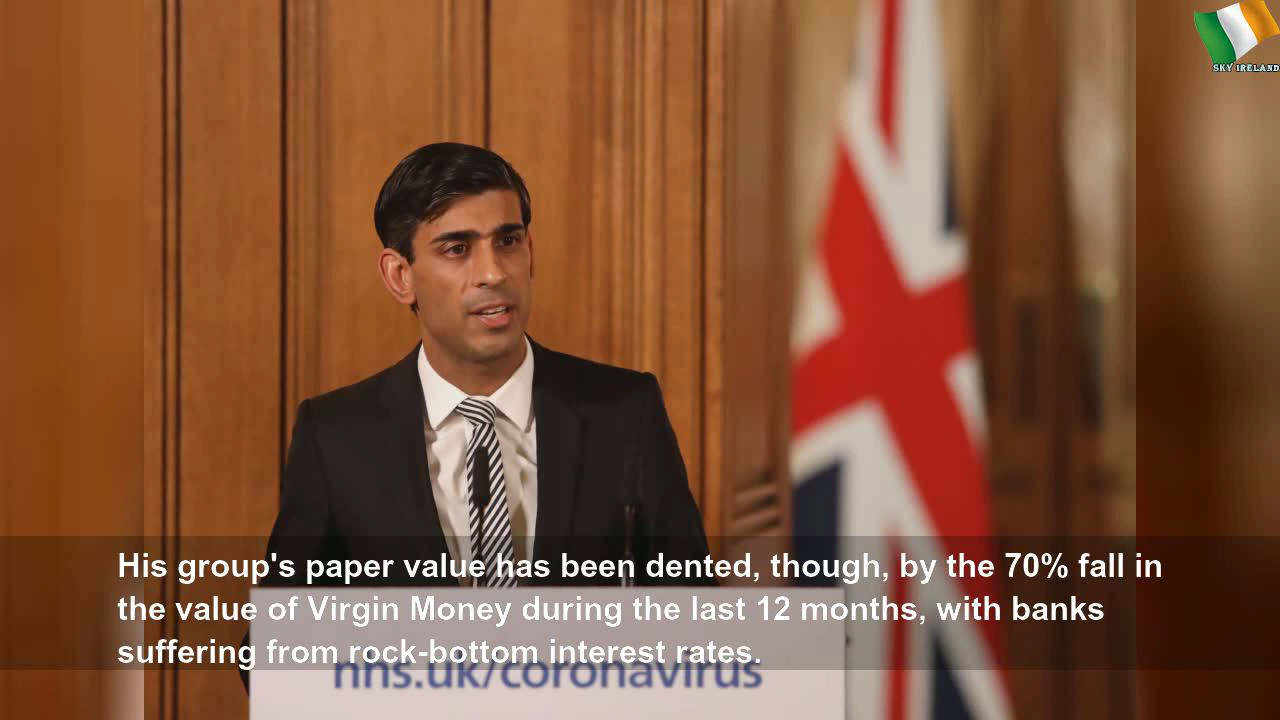 SKY IRELAND
His group's paper value has been dented, though, by the 70% fall in
the value of Virgin Money during the last 12 months, with banks
suffering from rock-bottom interest rates.
nhs.uk/coronavirus